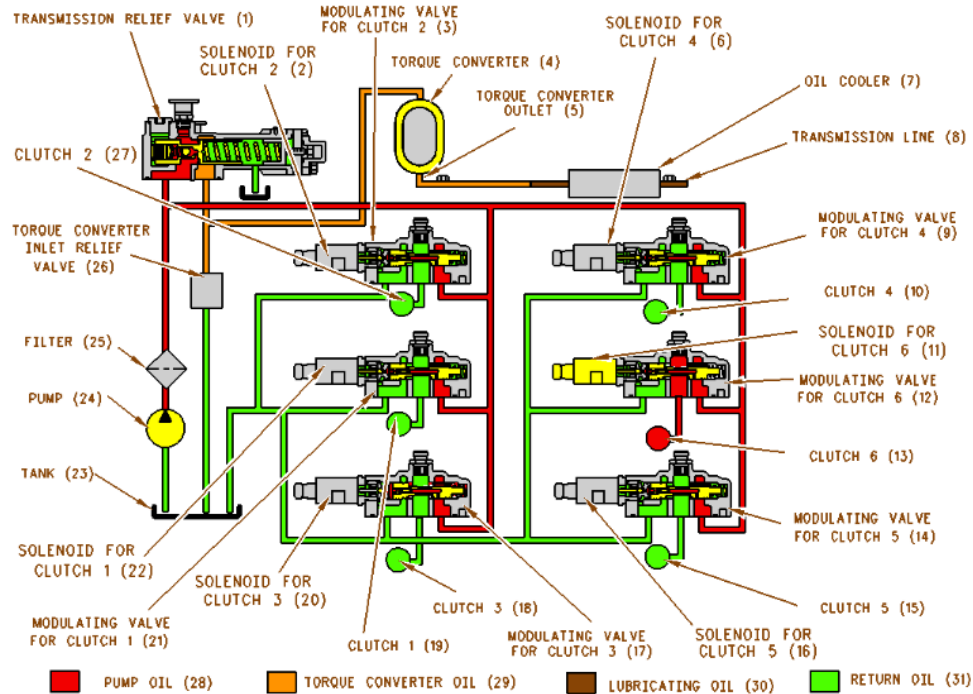 TRANSMISSION RELIEF VALVE (1)
MODULATING VALVE
FOR CLUTCH 2 (3)
SOLENOID FOR
CLUTCH 4 (6)
SOLENOID FOR
CLUTCH 2 (2)
TORQUE CONVERTER (4)
TORQUE CONVERTER
OUTLET (5)
OIL COOLER (7)
TRANSMISSION LINE (8)
CLUTCH 2 (27)
TORQUE CONVERTER
INLET RELIEF
VALVE (26)
MODULATING VALVE
FOR CLUTCH 4 (9)
CLUTCH 4 (10)
SOLENOID FOR
CLUTCH 6 (11)
FILTER (25)
MODULATING VALVE
FOR CLUTCH 6 (12)
PUMP (24)
CLUTCH 6 (13)
TANK (23)
MODULATING VALVE
FOR CLUTCH 5 (14)
SOLENOID FOR
CLUTCH 1 (22)
SOLENOID FOR
CLUTCH 3 (20)
CLUTCH 3 (18)
CLUTCH 5 (15)
MODULATING VALVE
FOR CLUTCH 1 (21)
CLUTCH 1 (19)
MODULATING VALVE
FOR CLUTCH 3 (17)
SOLENOID FOR
CLUTCH 5 (16)
PUMP OIL (28)
TORQUE CONVERTER OIL (29)
LUBRICATING OIL (30)
RETURN OIL (31)